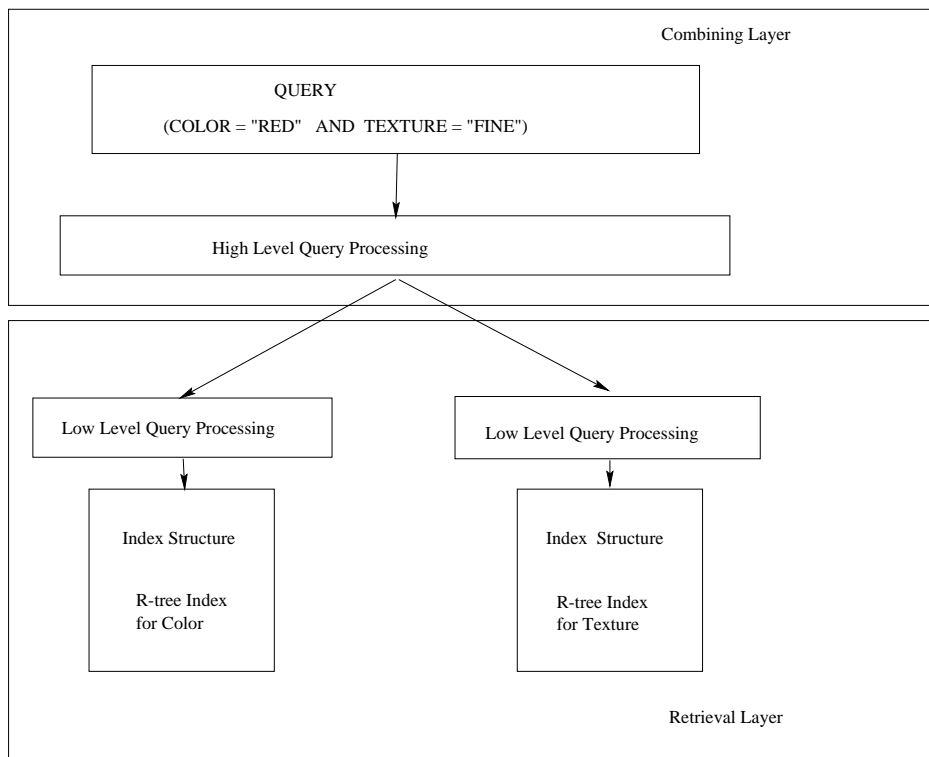 Combining Layer
QUERY
(COLOR = "RED" AND TEXTURE = "FINE")
High Level Query Processing
Low Level Query Processing
Low Level Query Processing
Index Structure
R-tree Index
for Color
Index Structure
R-tree Index
for Texture
Retrieval Layer